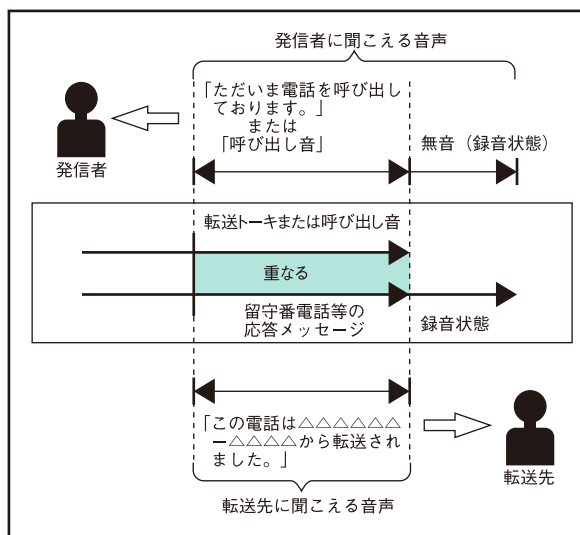 発信者に聞こえる音声
「ただいま電話を呼び出し
ております。」
または
「呼び出し音」
発信者
無音（録音状態）
転送トーキまたは呼び出し音
重なる
留守番電話等の
応答メッセージ
録音状態
「この電話は△△△△△△
ー△△△△から転送され
ました。」
転送先
転送先に聞こえる音声